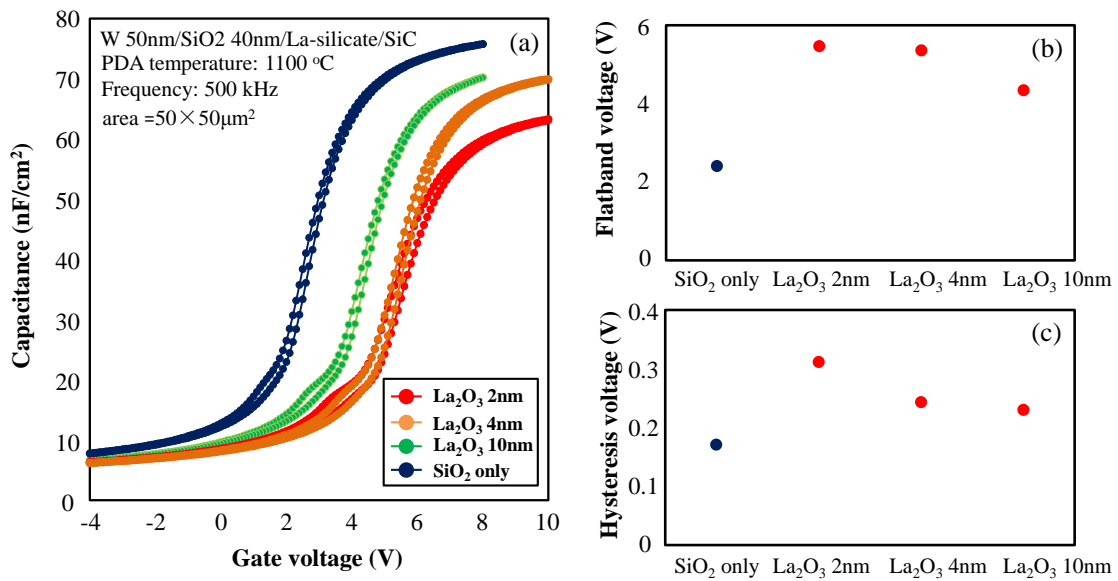 W 50nm/SiO2 40nm/La-silicate/SiC
PDA temperature: 1100 ᵒC
Frequency: 500 kHz
area =50×50μm²
(a)
80
70
60
50
40
30
20
10
0
Capacitance (nF/cm²)
-4
-2
0
2
4
6
8
10
Gate voltage (V)
La₂O₃ 2nm
La₂O₃ 4nm
La₂O₃ 10nm
SiO₂ only
(b)
6
4
2
0
Flatband voltage (V)
SiO₂ only La₂O₃ 2nm La₂O₃ 4nm La₂O₃ 10nm
(c)
0.4
0.3
0.2
0.1
0
Hysteresis voltage (V)
SiO₂ only La₂O₃ 2nm La₂O₃ 4nm La₂O₃ 10nm